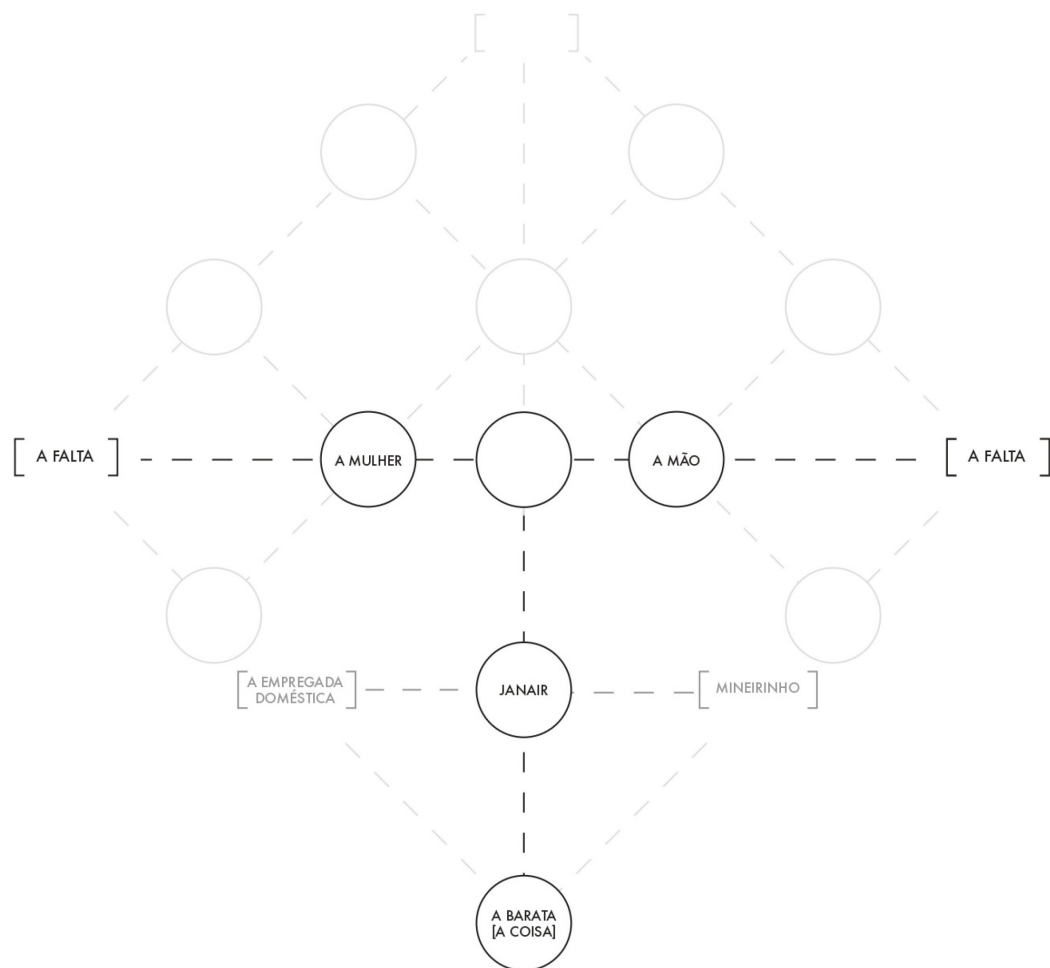 [ ]
[ A FALTA ]
A MULHER
A MÃO
[ A FALTA ]
[ A EMPREGADA
DOMÉSTICA ]
JANAIR
[ MINEIRINHO ]
A BARATA
[A COISA]